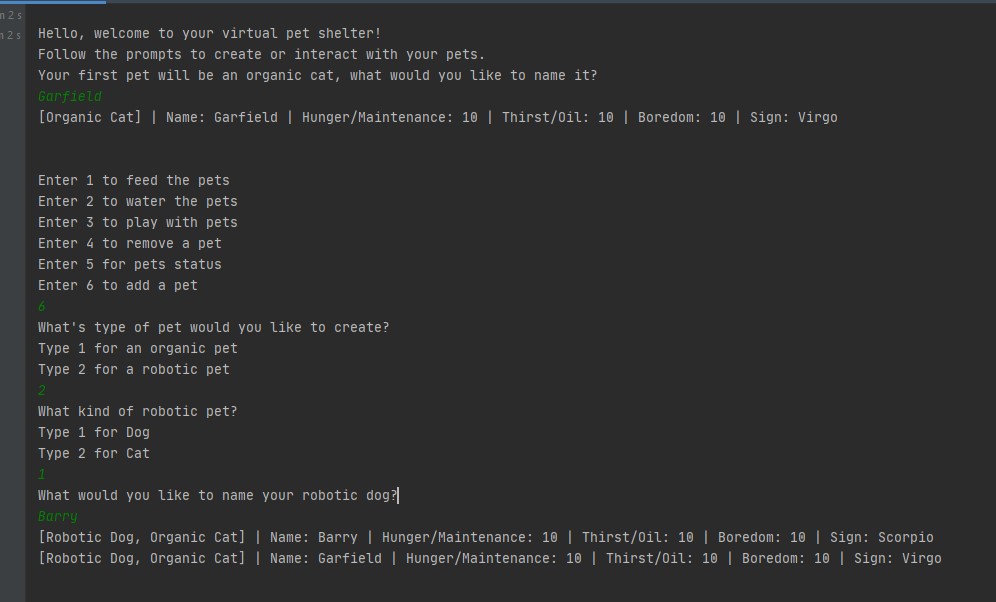 m 2 s
Hello, welcome to your virtual pet shelter!
m 2 s
Follow the prompts to create or interact with your pets.
Your first pet will be an organic cat, what would you like to name it?
Garfield
[Organic Cat] | Name: Garfield | Hunger/Maintenance: 10 | Thirst/Oil: 10 | Boredom: 10 | Sign: Virgo
Enter 1 to feed the pets
Enter 2 to water the pets
Enter 3 to play with pets
Enter 4 to remove a pet
Enter 5 for pets status
Enter 6 to add a pet
6
What's type of pet would you like to create?
Type 1 for an organic pet
Type 2 for a robotic pet
2
What kind of robotic pet?
Type 1 for Dog
Type 2 for Cat
1
What would you like to name your robotic dog?
Barry
[Robotic Dog, Organic Cat] | Name: Barry | Hunger/Maintenance: 10 | Thirst/Oil: 10 | Boredom: 10 | Sign: Scorpio
[Robotic Dog, Organic Cat] | Name: Garfield | Hunger/Maintenance: 10 | Thirst/Oil: 10 | Boredom: 10 | Sign: Virgo